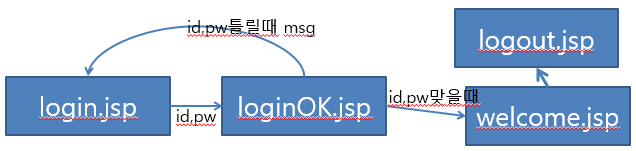 id,pw틀릴때 msg
logout.jsp
login.jsp
id,pw
loginOK.jsp
id,pw맞을때
welcome.jsp